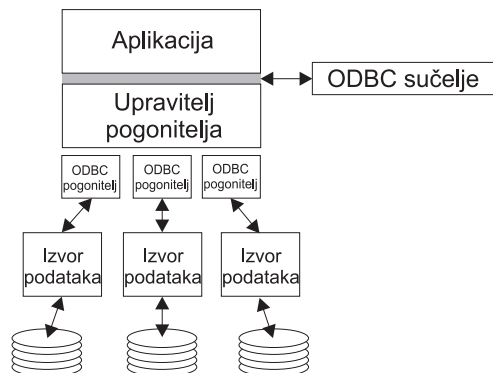 Aplikacija
ODBC sučelje
Upravitelj
pogonitelja
ODBC
pogonitelj
ODBC
pogonitelj
ODBC
pogonitelj
Izvor
podataka
Izvor
podataka
Izvor
podataka